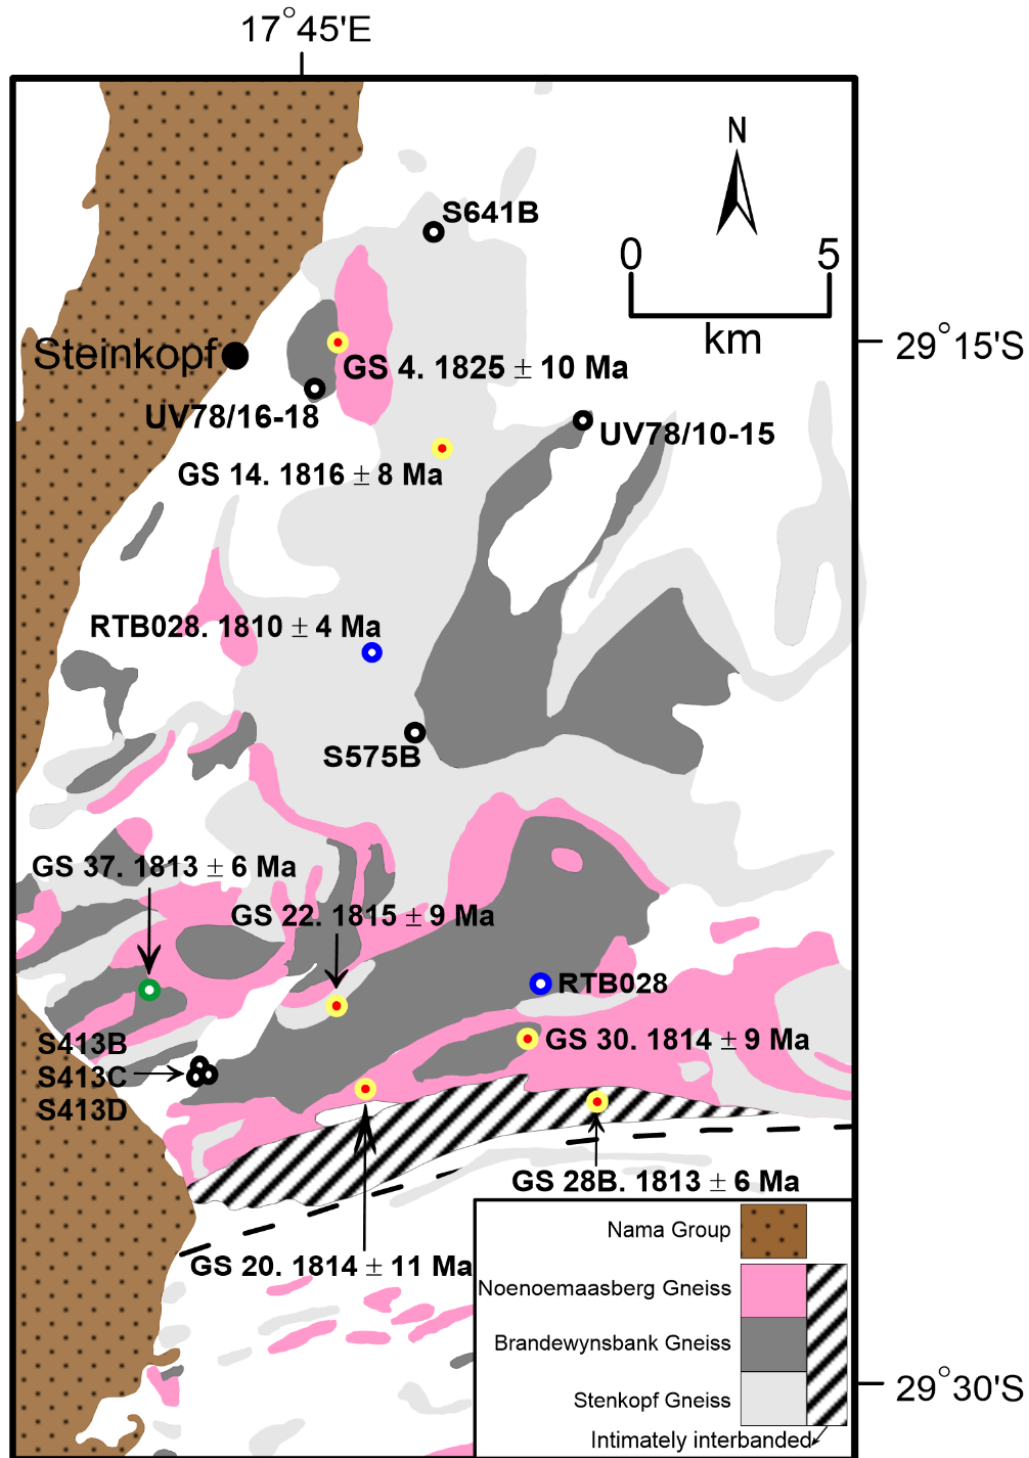 17°45'E
N
S641B
0 5
km
Steinkopf
29°15'S
GS 4. 1825 ± 10 Ma
UV78/16-18
UV78/10-15
GS 14. 1816 ± 8 Ma
RTB028. 1810 ± 4 Ma
S575B
GS 37. 1813 ± 6 Ma
GS 22. 1815 ± 9 Ma
RTB028
GS 30. 1814 ± 9 Ma
S413B
S413C
S413D
GS 28B. 1813 ± 6 Ma
GS 20. 1814 ± 11 Ma
Nama Group
Noenoemaasberg Gneiss
Brandewynsbank Gneiss
29°30'S
Stenkopf Gneiss
Intimately interbanded